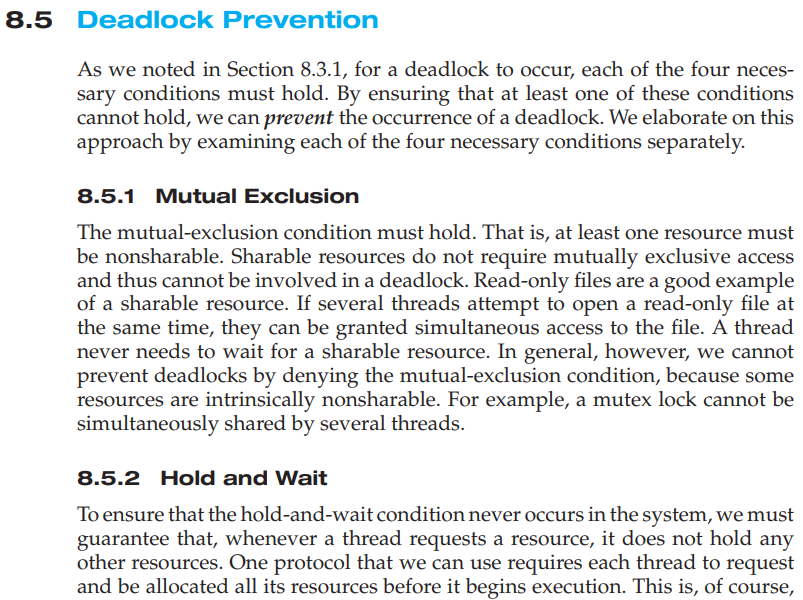 8.5 Deadlock Prevention
As we noted in Section 8.3.1, for a deadlock to occur, each of the four neces-
sary conditions must hold. By ensuring that at least one of these conditions
cannot hold, we can prevent the occurrence of a deadlock. We elaborate on this
approach by examining each of the four necessary conditions separately.
8.5.1 Mutual Exclusion
The mutual-exclusion condition must hold. That is, at least one resource must
be nonsharable. Sharable resources do not require mutually exclusive access
and thus cannot be involved in a deadlock. Read-only files are a good example
of a sharable resource. If several threads attempt to open a read-only file at
the same time, they can be granted simultaneous access to the file. A thread
never needs to wait for a sharable resource. In general, however, we cannot
prevent deadlocks by denying the mutual-exclusion condition, because some
resources are intrinsically nonsharable. For example, a mutex lock cannot be
simultaneously shared by several threads.
8.5.2 Hold and Wait
To ensure that the hold-and-wait condition never occurs in the system, we must
guarantee that, whenever a thread requests a resource, it does not hold any
other resources. One protocol that we can use requires each thread to request
and be allocated all its resources before it begins execution. This is, of course,